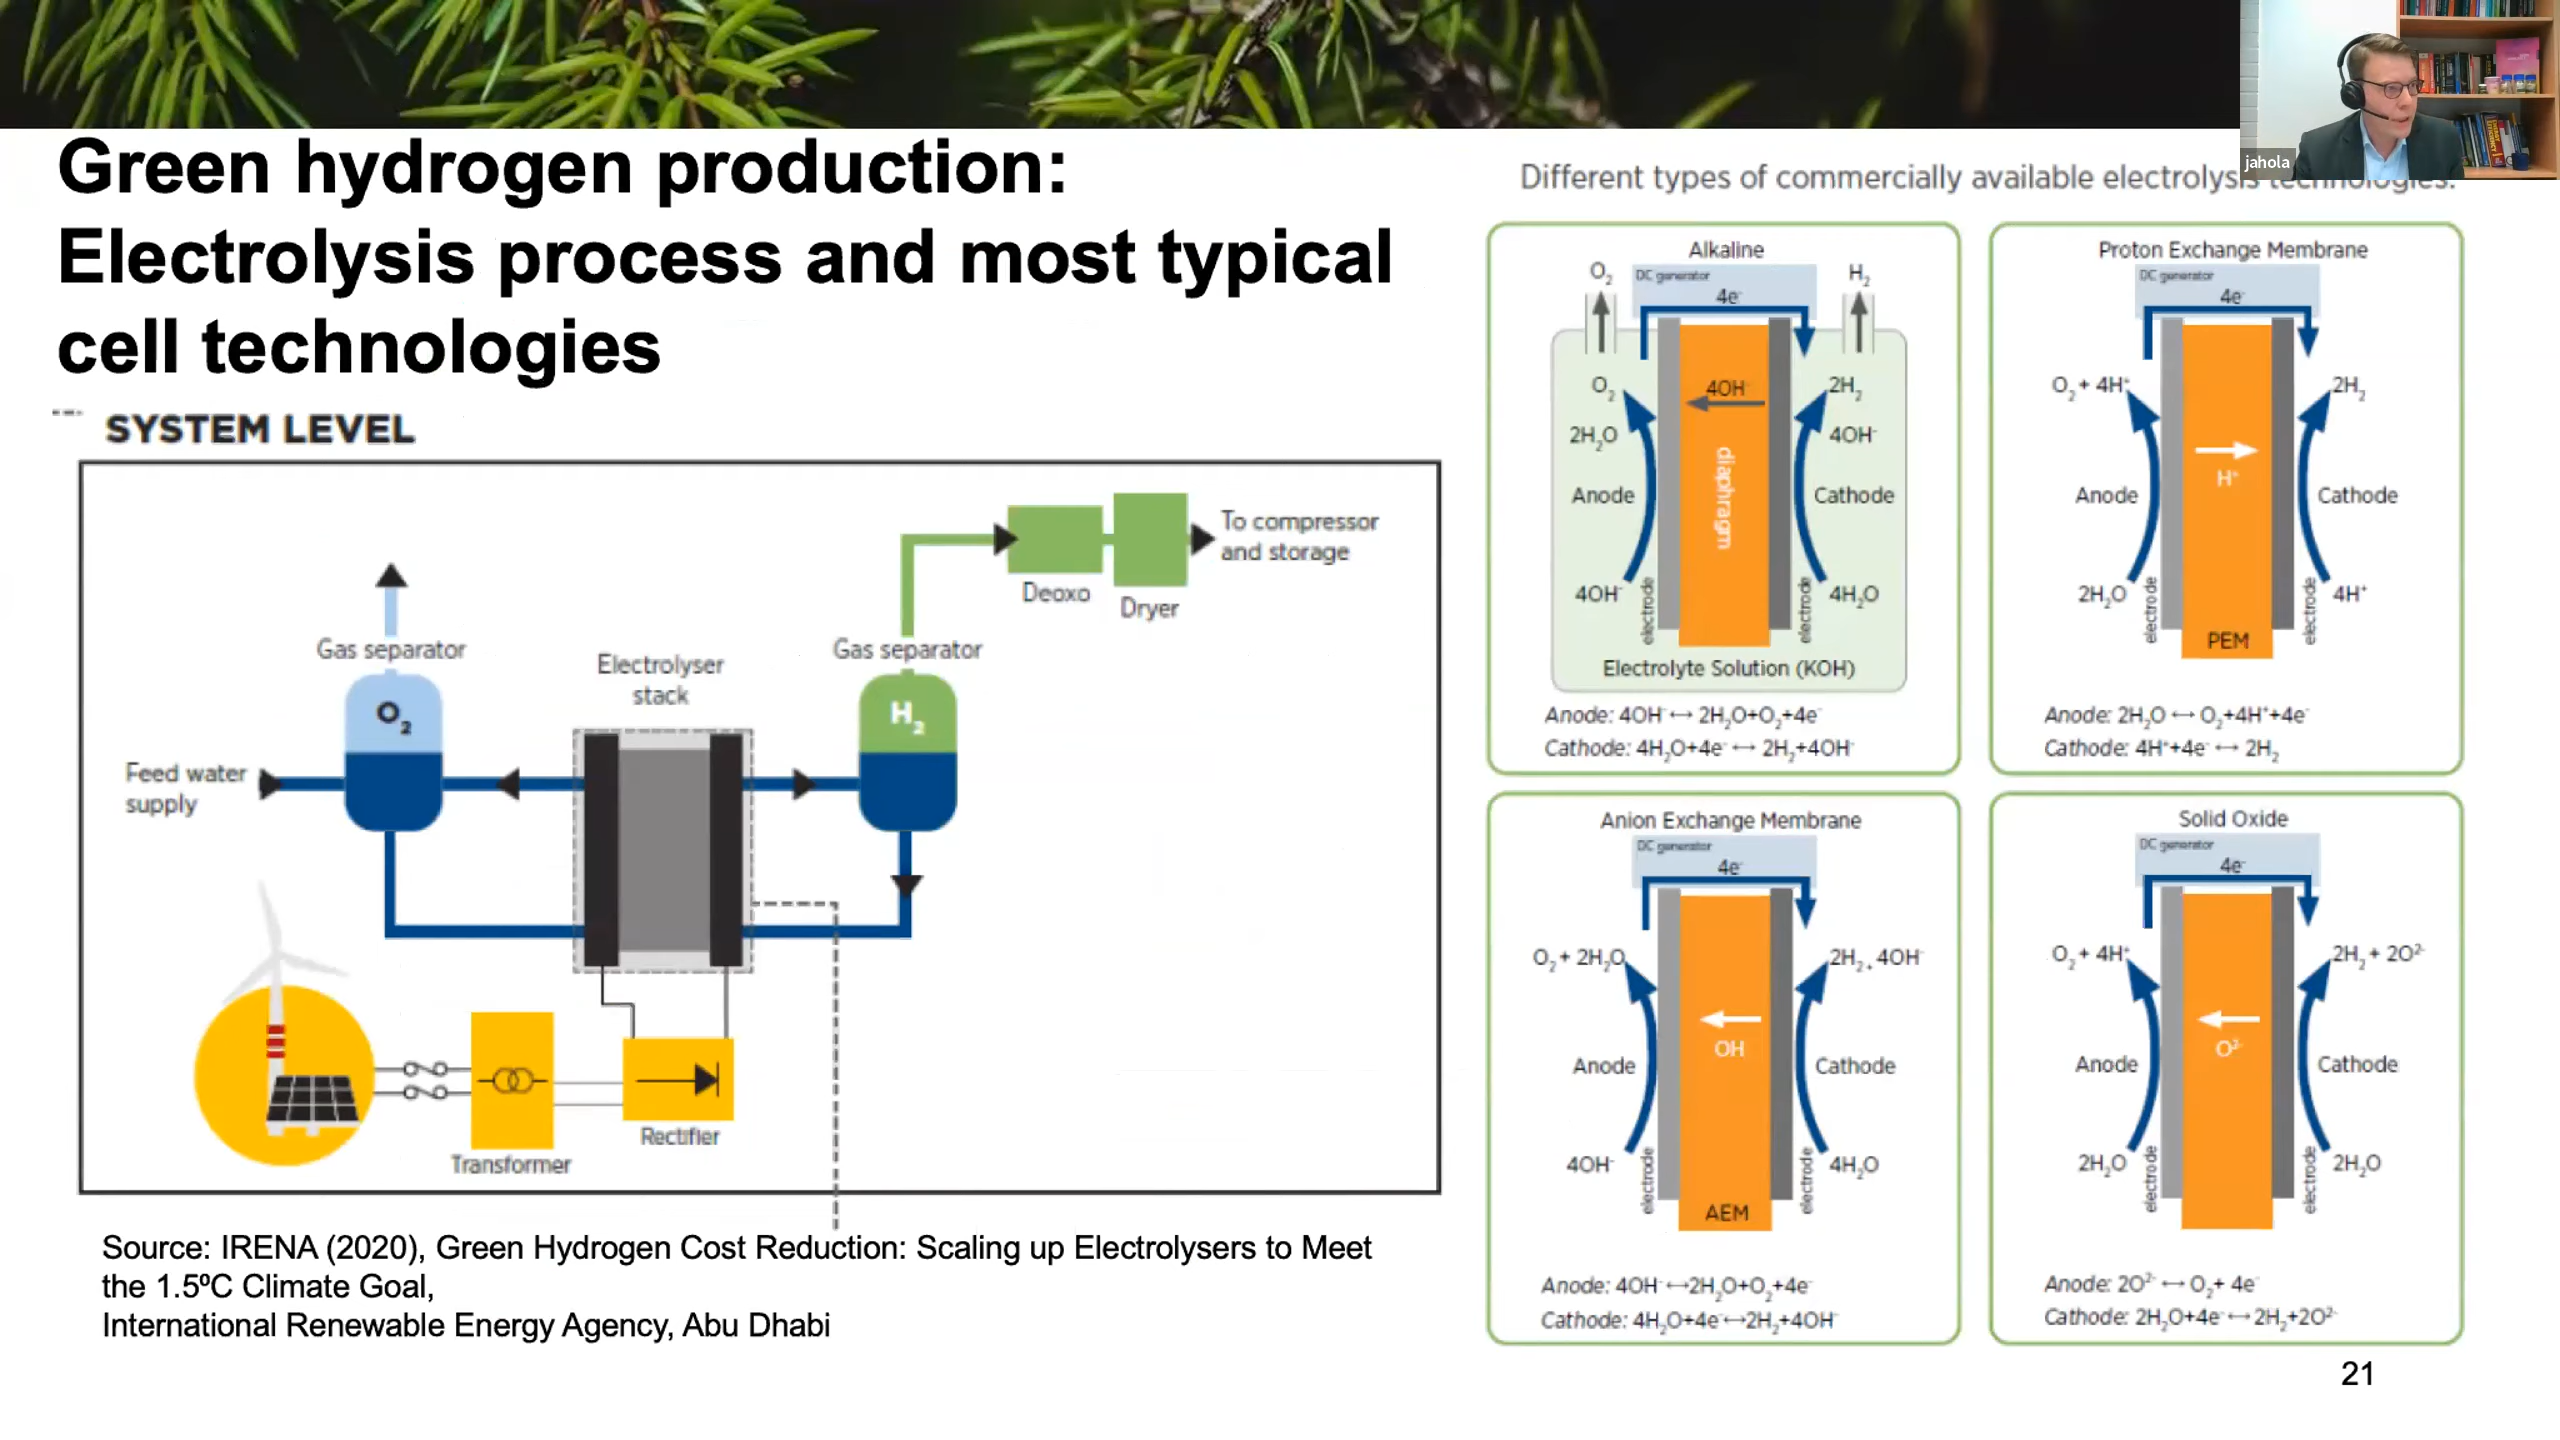 jahola
Green hydrogen production:
Electrolysis process and most typical
cell technologies
SYSTEM LEVEL
To compressor
and storage
Deoxo
Dryer
Gas separator
Gas separator
Electrolyser
stack
O₂
H₂
Feed water
supply
Rectifier
Transformer
Source: IRENA (2020), Green Hydrogen Cost Reduction: Scaling up Electrolysers to Meet
the 1.5⁰C Climate Goal,
International Renewable Energy Agency, Abu Dhabi
Different types of commercially available electrolysis technologies.
Alkaline
DC generator
4e⁻
O₂
H₂
O₂
4OH⁻
2H₂
2H₂O
4OH⁻
diaphragm
Anode
Cathode
4OH⁻
electrode
electrode
4H₂O
Electrolyte Solution (KOH)
Anode: 4OH⁻ ↔ 2H₂O+O₂+4e⁻
Cathode: 4H₂O+4e⁻ ↔ 2H₂+4OH⁻
Proton Exchange Membrane
DC generator
4e⁻
O₂ + 4H⁺
2H₂
H⁺
Anode
Cathode
2H₂O
electrode
electrode
4H⁺
PEM
Anode: 2H₂O ↔ O₂+4H⁺+4e⁻
Cathode: 4H⁺+4e⁻ ↔ 2H₂
Anion Exchange Membrane
DC generator
4e⁻
O₂ + 2H₂O
2H₂+ 4OH⁻
OH
Anode
Cathode
4OH⁻
electrode
electrode
4H₂O
AEM
Anode: 4OH⁻↔2H₂O+O₂+4e⁻
Cathode: 4H₂O+4e⁻↔2H₂+4OH⁻
Solid Oxide
DC generator
4e⁻
O₂ + 4H⁺
2H₂ + 2O²⁻
O²⁻
Anode
Cathode
2H₂O
electrode
electrode
2H₂O
Anode: 2O²⁻ ↔ O₂+ 4e⁻
Cathode: 2H₂O+4e⁻ ↔ 2H₂+2O²⁻
21